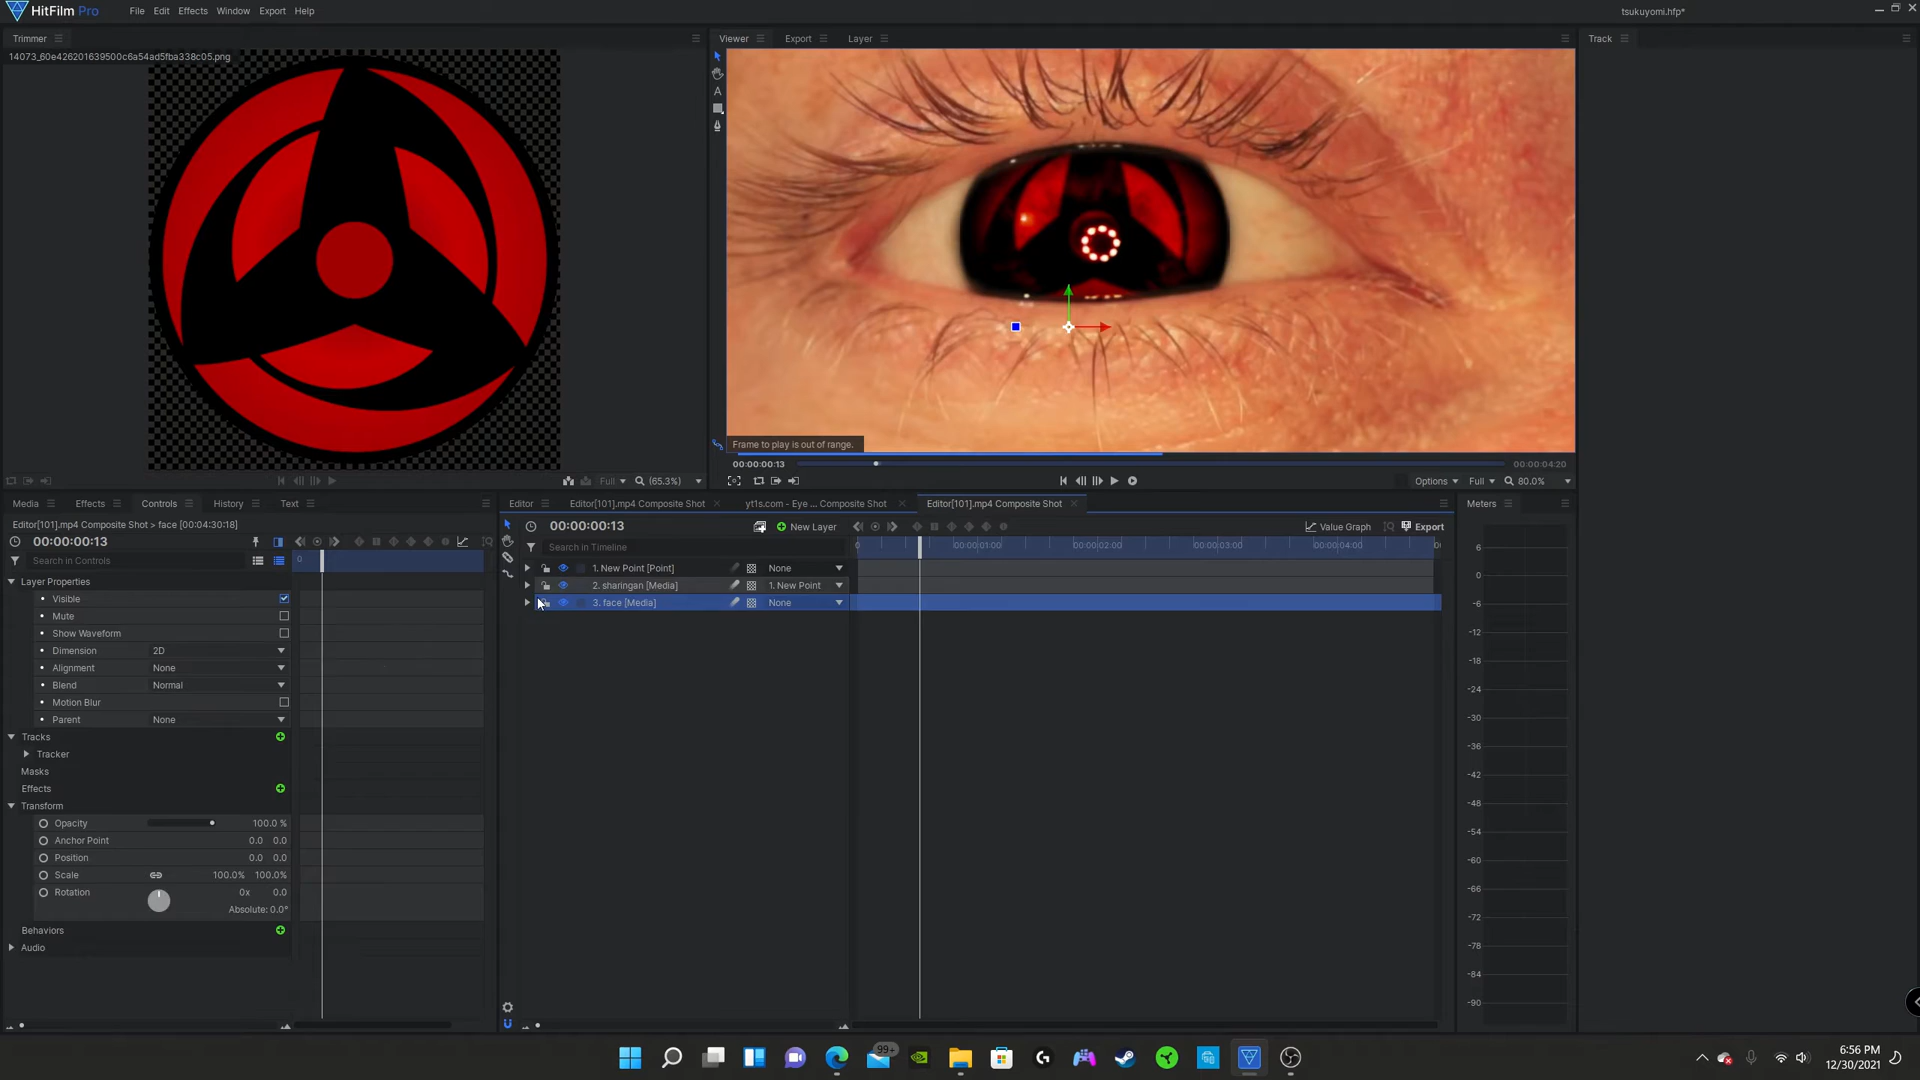 HitFilm Pro
File Edit Effects Window Export Help
tsukuyomi.hfp*
Trimmer
Viewer Export Layer
Track
14073_60e426201639500c6a54ad5fba338c05.png
Frame to play is out of range.
00:00:00:13
00:00:04:20
Full (65.3%)
Options Full 80.0%
Media Effects Controls History Text
Editor Editor[101].mp4 Composite Shot yt1s.com - Eye ... Composite Shot Editor[101].mp4 Composite Shot
Meters
Editor[101].mp4 Composite Shot > face [00:04:30:18]
00:00:00:13
Search in Controls
0
Layer Properties
Visible
Mute
Show Waveform
Dimension 2D
Alignment None
Blend Normal
Motion Blur
Parent None
Tracks
Tracker
Masks
Effects
Transform
Opacity 100.0 %
Anchor Point 0.0 0.0
Position 0.0 0.0
Scale 100.0% 100.0%
Rotation 0x 0.0
Absolute: 0.0°
Behaviors
Audio
00:00:00:13
New Layer
Value Graph
Export
Search in Timeline
0 00:00:01:00 00:00:02:00 00:00:03:00 00:00:04:00
1. New Point [Point] None
2. sharingan [Media] 1. New Point
3. face [Media] None
6
-6
-12
-18
-24
-30
-36
-42
-48
-54
-60
-66
-72
-78
-84
-90
99+
6:56 PM
12/30/2021